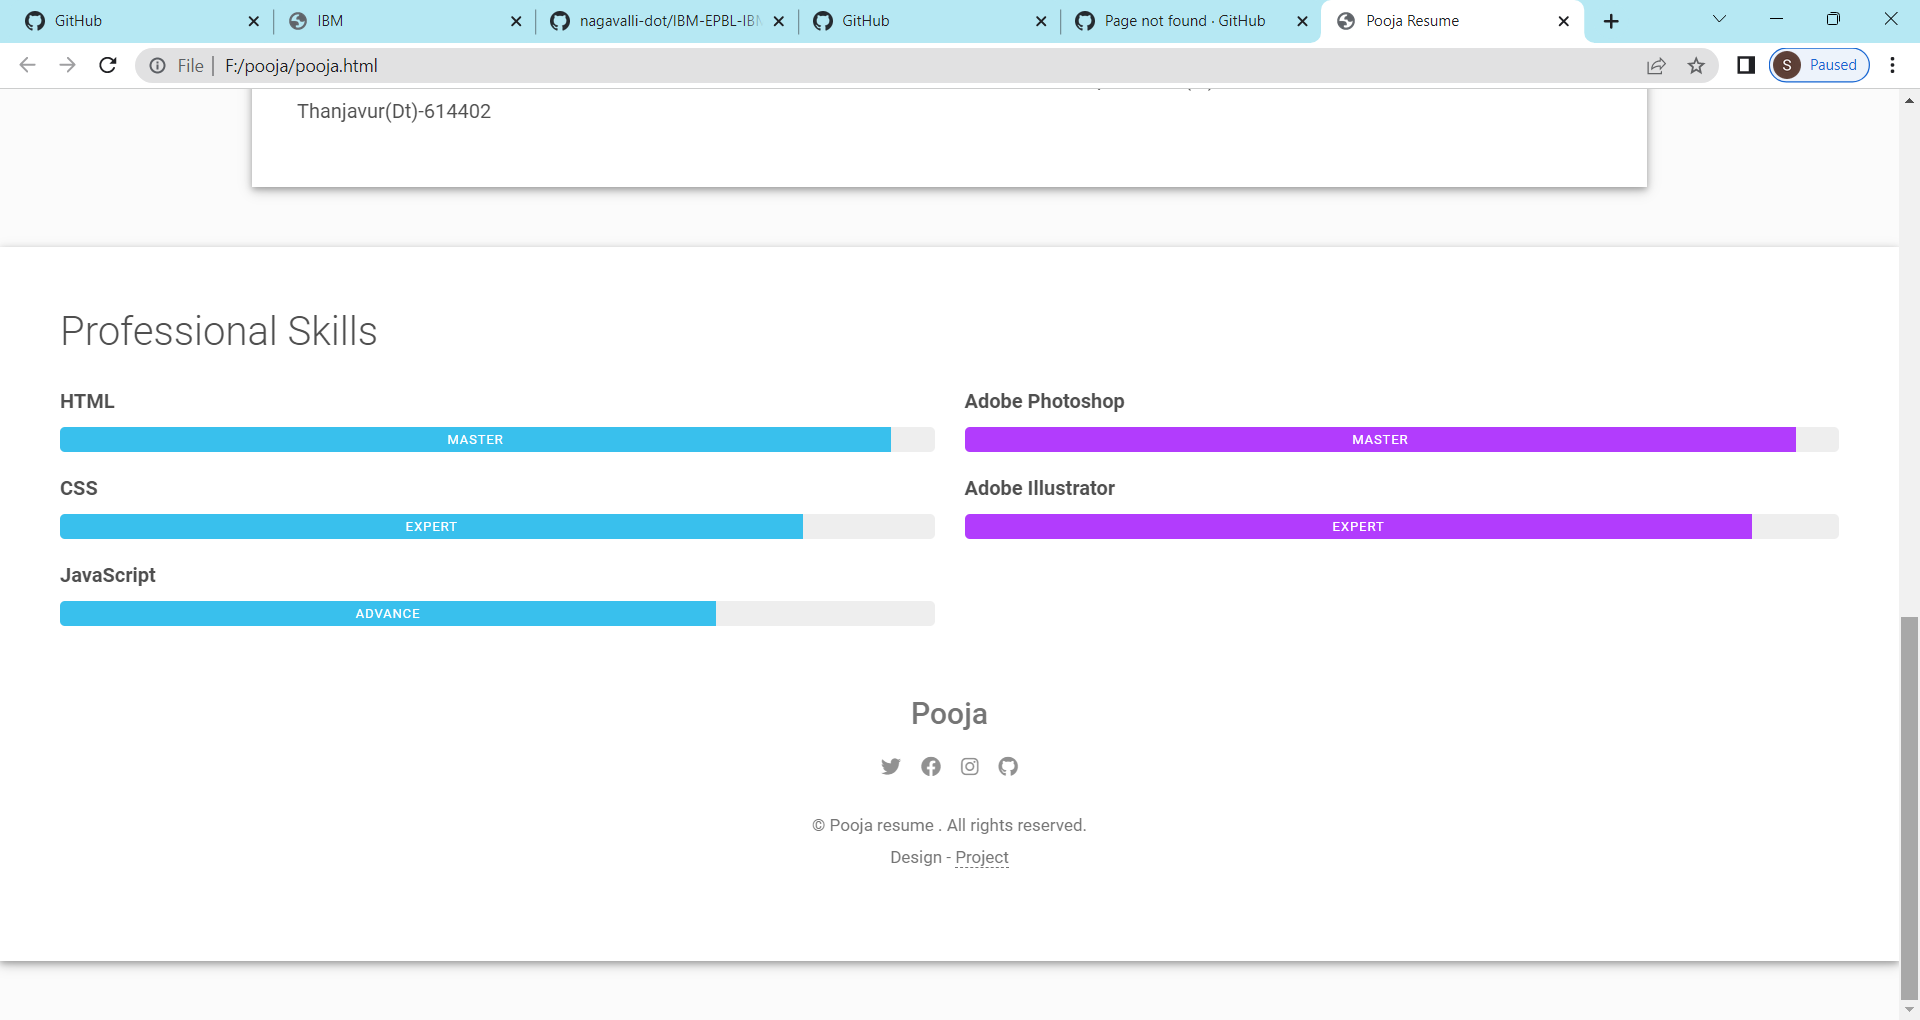 GitHub
IBM
nagavalli-dot/IBM-EPBL-IBM
GitHub
Page not found · GitHub
Pooja Resume
File
F:/pooja/pooja.html
S
Paused
Thanjavur(Dt)-614402
Professional Skills
HTML
MASTER
CSS
EXPERT
JavaScript
ADVANCE
Adobe Photoshop
MASTER
Adobe Illustrator
EXPERT
Pooja
© Pooja resume . All rights reserved.
Design - Project